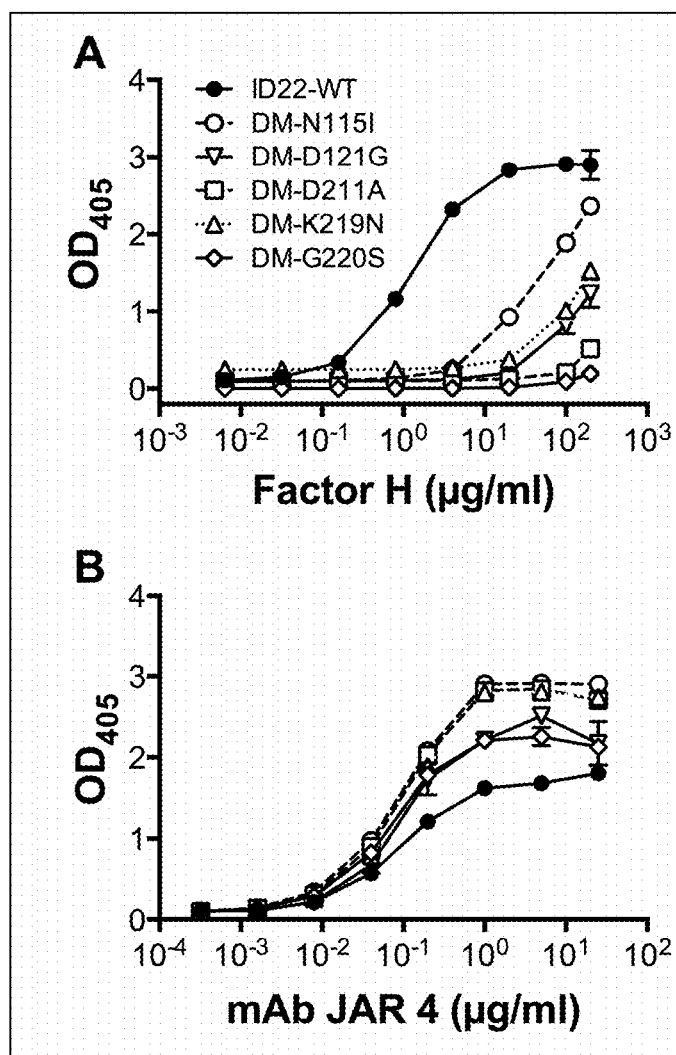 A
4
3
2
1
0
OD405
ID22-WT
DM-N115I
DM-D121G
DM-D211A
DM-K219N
DM-G220S
10-3 10-2 10-1 100 101 102 103
Factor H (µg/ml)
B
4
3
2
1
0
OD405
10-4 10-3 10-2 10-1 100 101 102
mAb JAR 4 (µg/ml)